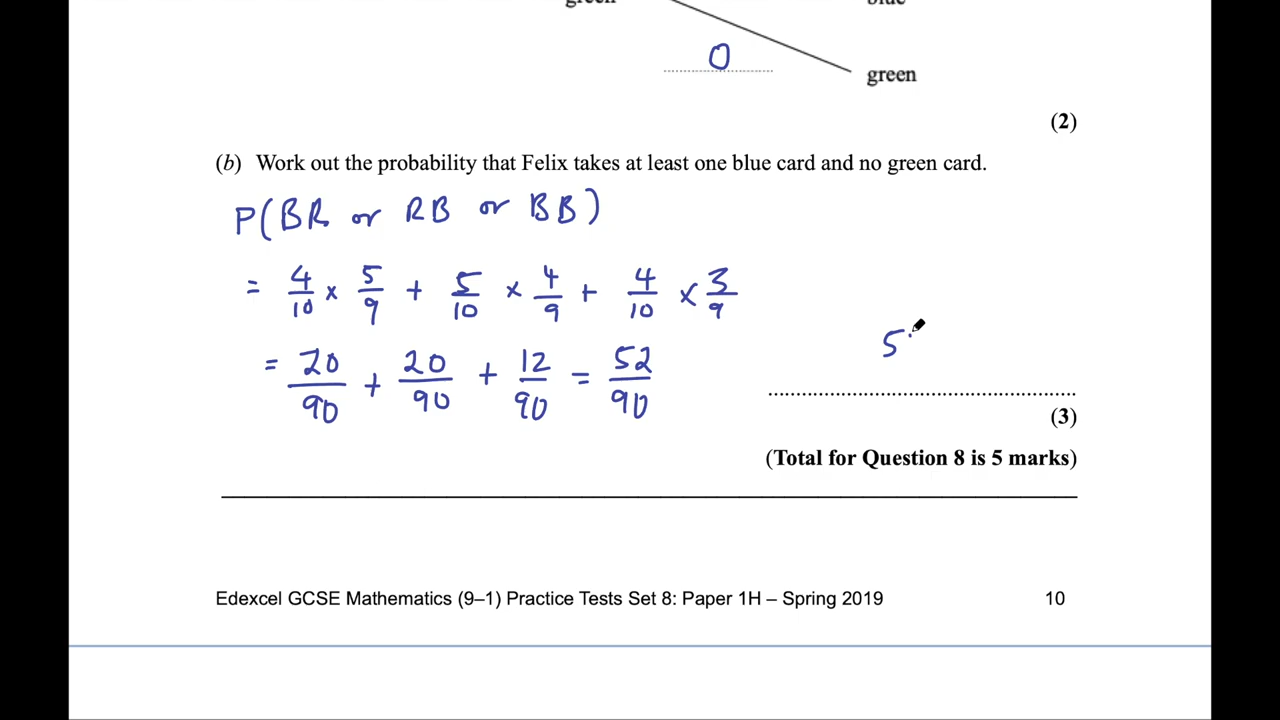 0
green
(2)
(b) Work out the probability that Felix takes at least one blue card and no green card.
P(BR or RB or BB)
= 4/10 × 5/9 + 5/10 × 4/9 + 4/10 × 3/9
= 20/90 + 20/90 + 12/90 = 52/90
5
(3)
(Total for Question 8 is 5 marks)
Edexcel GCSE Mathematics (9–1) Practice Tests Set 8: Paper 1H – Spring 2019 10